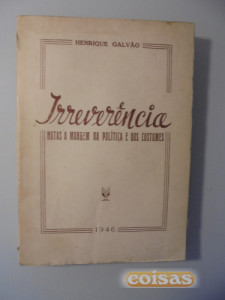 HENRIQUE GALVÃO
Irreverência
NOTAS À MARGEM DA POLÍTICA E DOS COSTUMES
1946
coisas